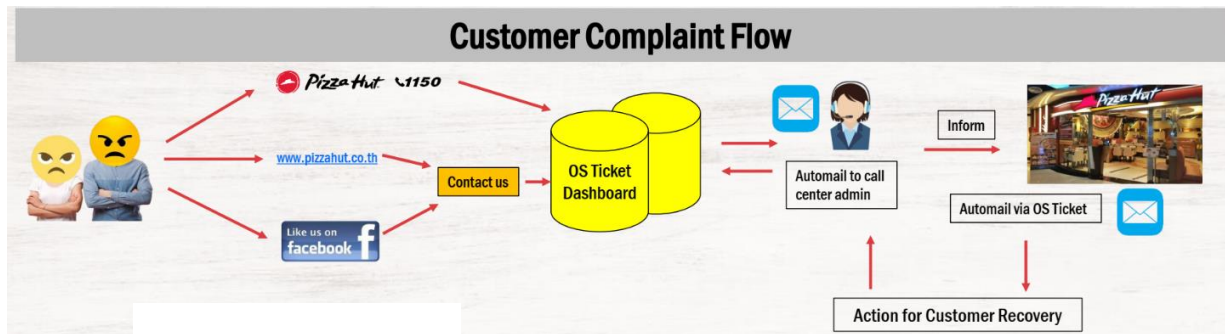 Customer Complaint Flow
Pizza Hut 1150
www.pizzahut.co.th
Like us on
facebook f
Contact us
OS Ticket
Dashboard
Automail to call
center admin
Inform
Pizza Hut
Automail via OS Ticket
Action for Customer Recovery